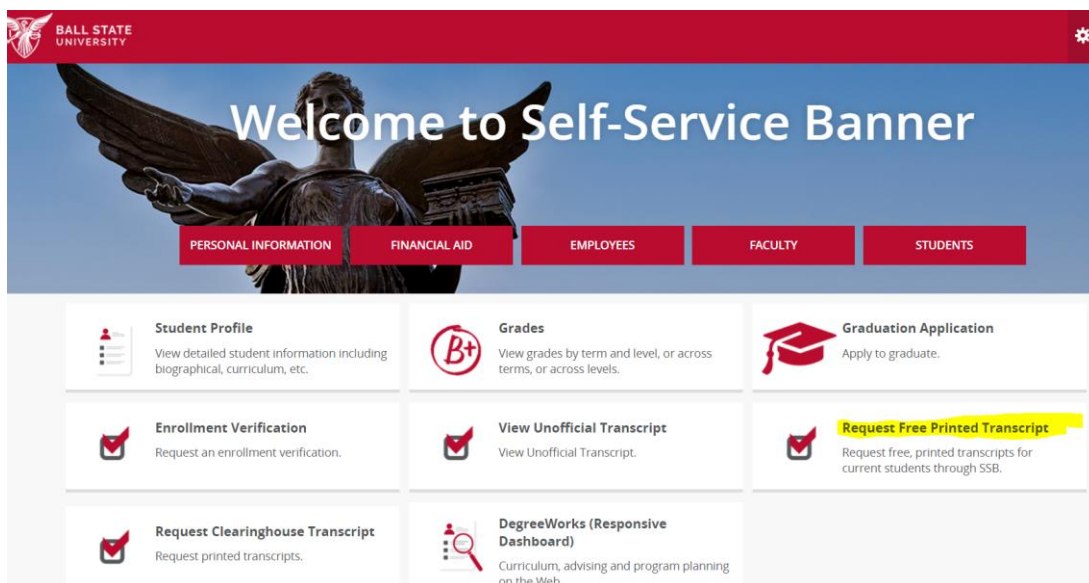 BALL STATE
UNIVERSITY
Welcome to Self-Service Banner
PERSONAL INFORMATION
FINANCIAL AID
EMPLOYEES
FACULTY
STUDENTS
Student Profile
View detailed student information including
biographical, curriculum, etc.
B+
Grades
View grades by term and level, or across
terms, or across levels.
Graduation Application
Apply to graduate.
Enrollment Verification
Request an enrollment verification.
View Unofficial Transcript
View Unofficial Transcript.
Request Free Printed Transcript
Request free, printed transcripts for
current students through SSB.
Request Clearinghouse Transcript
Request printed transcripts.
DegreeWorks (Responsive
Dashboard)
Curriculum, advising and program planning
on the Web.